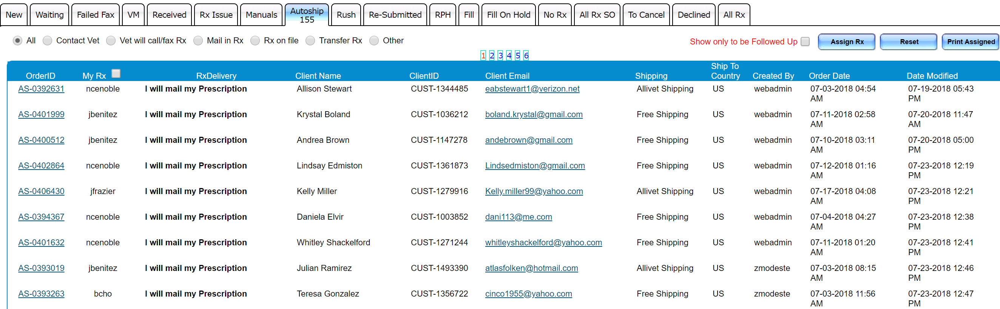 New Waiting Failed Fax VM Received Rx Issue Manuals Autoship 155 Rush Re-Submitted RPH Fill Fill On Hold No Rx All Rx SO To Cancel Declined All Rx
All Contact Vet Vet will call/fax Rx Mail in Rx Rx on file Transfer Rx Other Show only to be Followed Up Assign Rx Reset Print Assigned
1 2 3 4 5 6
OrderID My Rx RxDelivery Client Name ClientID Client Email Shipping Ship To Country Created By Order Date Date Modified
AS-0392631 ncenoble I will mail my Prescription Allison Stewart CUST-1344485 eabstewart1@verizon.net Allivet Shipping US webadmin 07-03-2018 04:54 AM 07-19-2018 05:43 PM
AS-0401999 jbenitez I will mail my Prescription Krystal Boland CUST-1036212 boland.krystal@gmail.com Free Shipping US webadmin 07-11-2018 02:58 AM 07-20-2018 11:47 AM
AS-0400512 jbenitez I will mail my Prescription Andrea Brown CUST-1147278 andebrown@gmail.com Free Shipping US webadmin 07-10-2018 03:11 AM 07-20-2018 05:00 PM
AS-0402864 ncenoble I will mail my Prescription Lindsay Edmiston CUST-1361873 Lindsedmiston@gmail.com Free Shipping US webadmin 07-12-2018 01:16 AM 07-23-2018 12:19 PM
AS-0406430 jfrazier I will mail my Prescription Kelly Miller CUST-1279916 Kelly.miller99@yahoo.com Allivet Shipping US webadmin 07-17-2018 04:08 AM 07-23-2018 12:21 PM
AS-0394367 ncenoble I will mail my Prescription Daniela Elvir CUST-1003852 dani113@me.com Free Shipping US webadmin 07-04-2018 04:27 AM 07-23-2018 12:38 PM
AS-0401632 ncenoble I will mail my Prescription Whitley Shackelford CUST-1271244 whitleyshackelford@yahoo.com Free Shipping US webadmin 07-11-2018 01:20 AM 07-23-2018 12:41 PM
AS-0393019 jbenitez I will mail my Prescription Julian Ramirez CUST-1493390 atlasfolken@hotmail.com Allivet Shipping US zmodeste 07-03-2018 08:15 AM 07-23-2018 12:46 PM
AS-0393263 bcho I will mail my Prescription Teresa Gonzalez CUST-1356722 cinco1955@yahoo.com Free Shipping US zmodeste 07-03-2018 11:56 AM 07-23-2018 12:47 PM